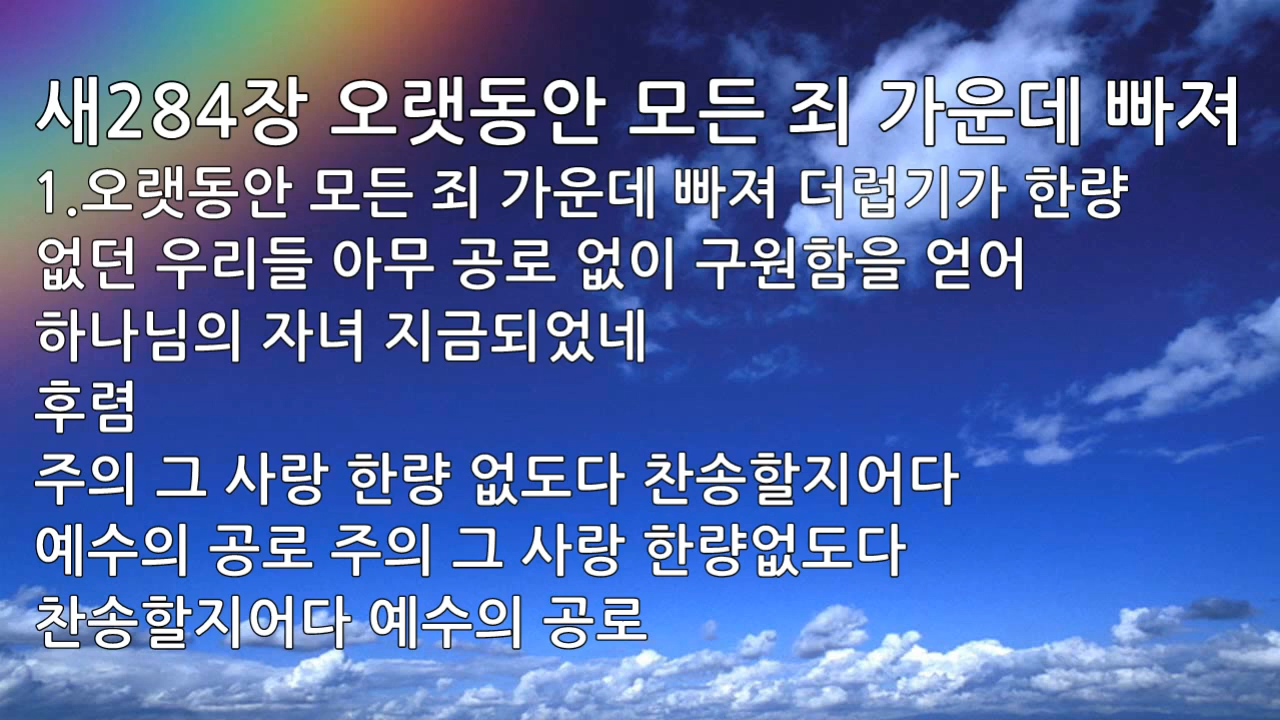 새284장 오랫동안 모든 죄 가운데 빠져
1.오랫동안 모든 죄 가운데 빠져 더럽기가 한량
없던 우리들 아무 공로 없이 구원함을 얻어
하나님의 자녀 지금되었네
후렴
주의 그 사랑 한량 없도다 찬송할지어다
예수의 공로 주의 그 사랑 한량없도다
찬송할지어다 예수의 공로